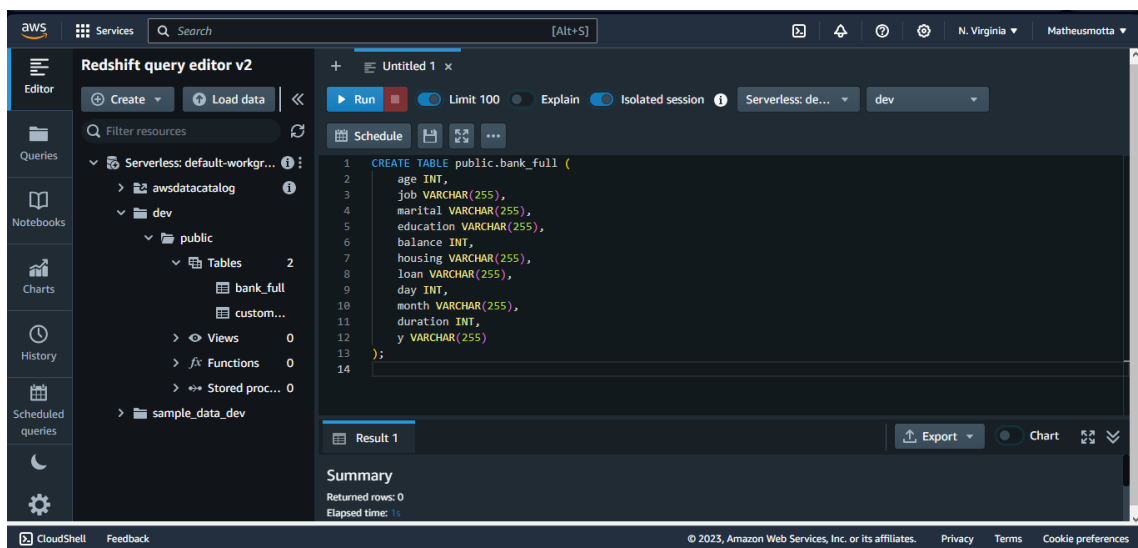 aws Services Search [Alt+S] N. Virginia ▼ Matheusmotta ▼
Editor
Queries
Notebooks
Charts
History
Scheduled
queries
Redshift query editor v2
Create Load data
Filter resources
Serverless: default-workgr...
awsdatacatalog
dev
public
Tables 2
bank_full
custom...
Views 0
fx Functions 0
Stored proc... 0
sample_data_dev
+ Untitled 1 ×
Run Limit 100 Explain Isolated session Serverless: de... dev
Schedule ...
1 CREATE TABLE public.bank_full (
2 age INT,
3 job VARCHAR(255),
4 marital VARCHAR(255),
5 education VARCHAR(255),
6 balance INT,
7 housing VARCHAR(255),
8 loan VARCHAR(255),
9 day INT,
10 month VARCHAR(255),
11 duration INT,
12 y VARCHAR(255)
13 );
14
Result 1 Export Chart
Summary
Returned rows: 0
Elapsed time: 1s
CloudShell Feedback © 2023, Amazon Web Services, Inc. or its affiliates. Privacy Terms Cookie preferences